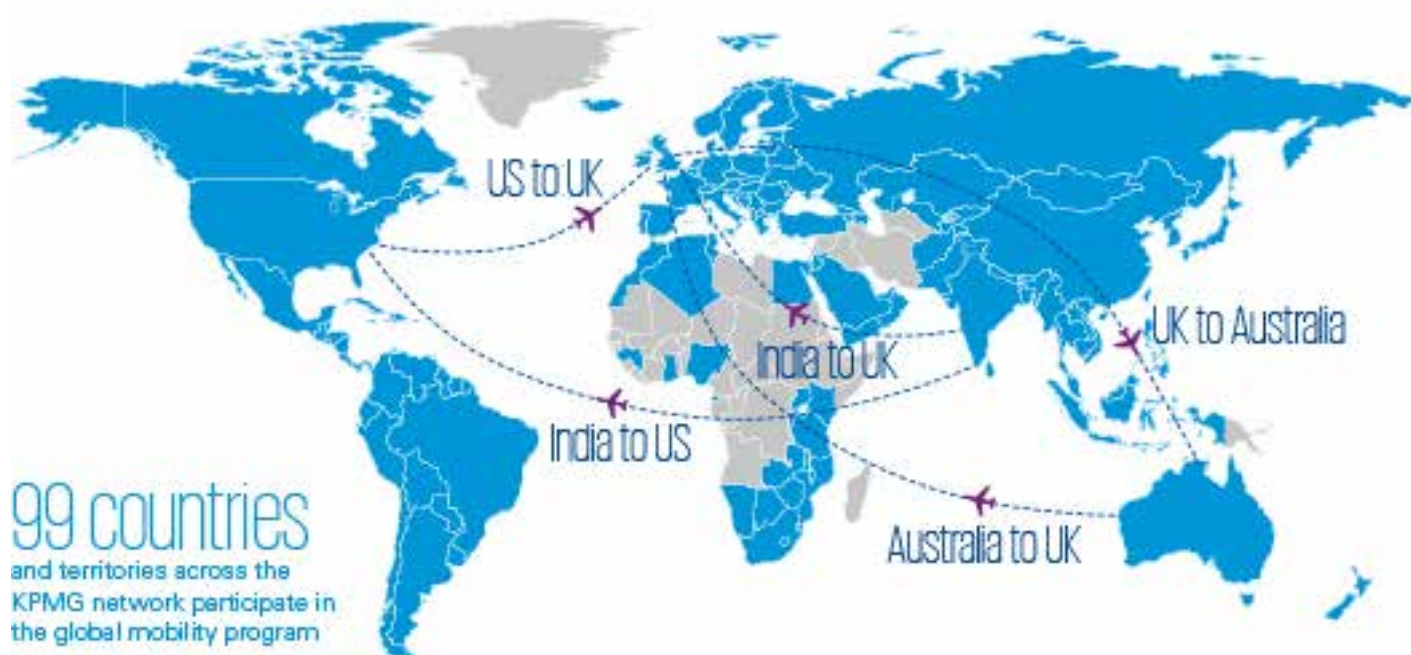 US to UK
UK to Australia
India to UK
India to US
Australia to UK
99 countries
and territories across the
KPMG network participate in
the global mobility program